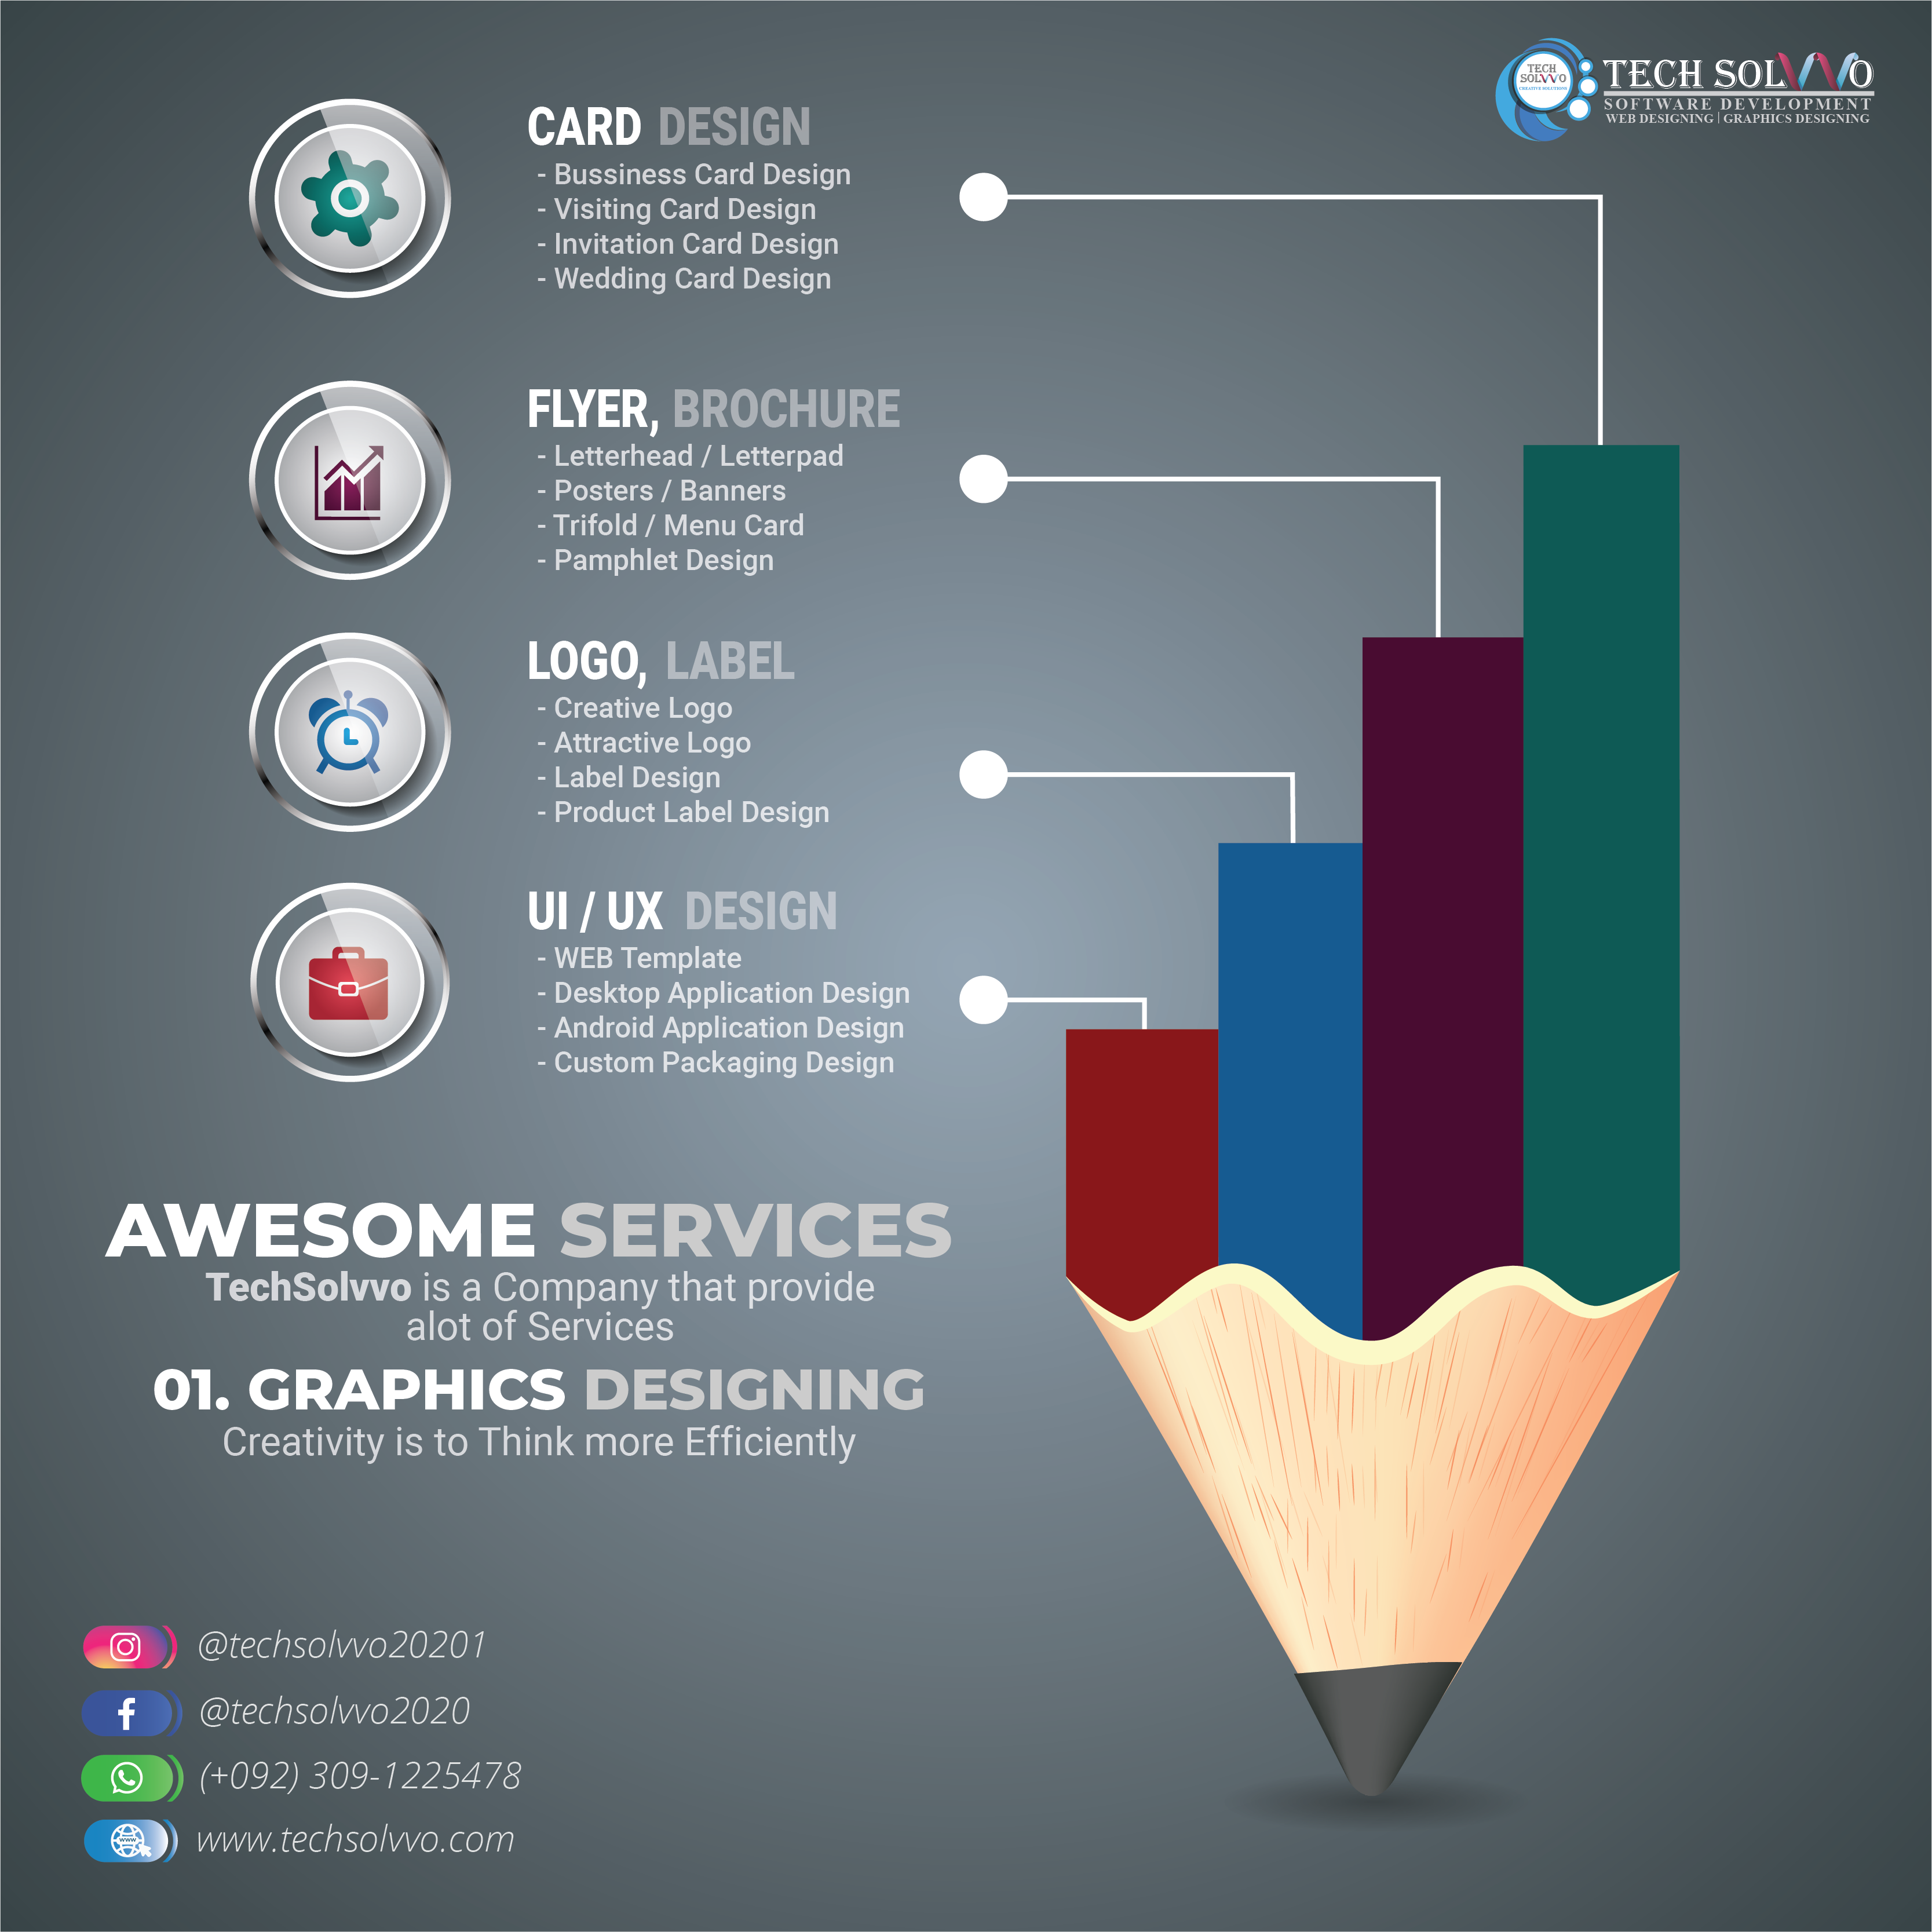 TECH
SOLVVO
CREATIVE SOLUTIONS
TECH SOLVVO
SOFTWARE DEVELOPMENT
WEB DESIGNING | GRAPHICS DESIGNING
CARD DESIGN
- Bussiness Card Design
- Visiting Card Design
- Invitation Card Design
- Wedding Card Design
FLYER, BROCHURE
- Letterhead / Letterpad
- Posters / Banners
- Trifold / Menu Card
- Pamphlet Design
LOGO, LABEL
- Creative Logo
- Attractive Logo
- Label Design
- Product Label Design
UI / UX DESIGN
- WEB Template
- Desktop Application Design
- Android Application Design
- Custom Packaging Design
AWESOME SERVICES
TechSolvvo is a Company that provide
alot of Services
01. GRAPHICS DESIGNING
Creativity is to Think more Efficiently
@techsolvvo20201
@techsolvvo2020
(+092) 309-1225478
www
www.techsolvvo.com